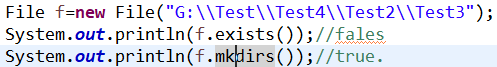 File f=new File("G:\\Test\\Test4\\Test2\\Test3");
System.out.println(f.exists());//fales
System.out.println(f.mkdirs());//true.